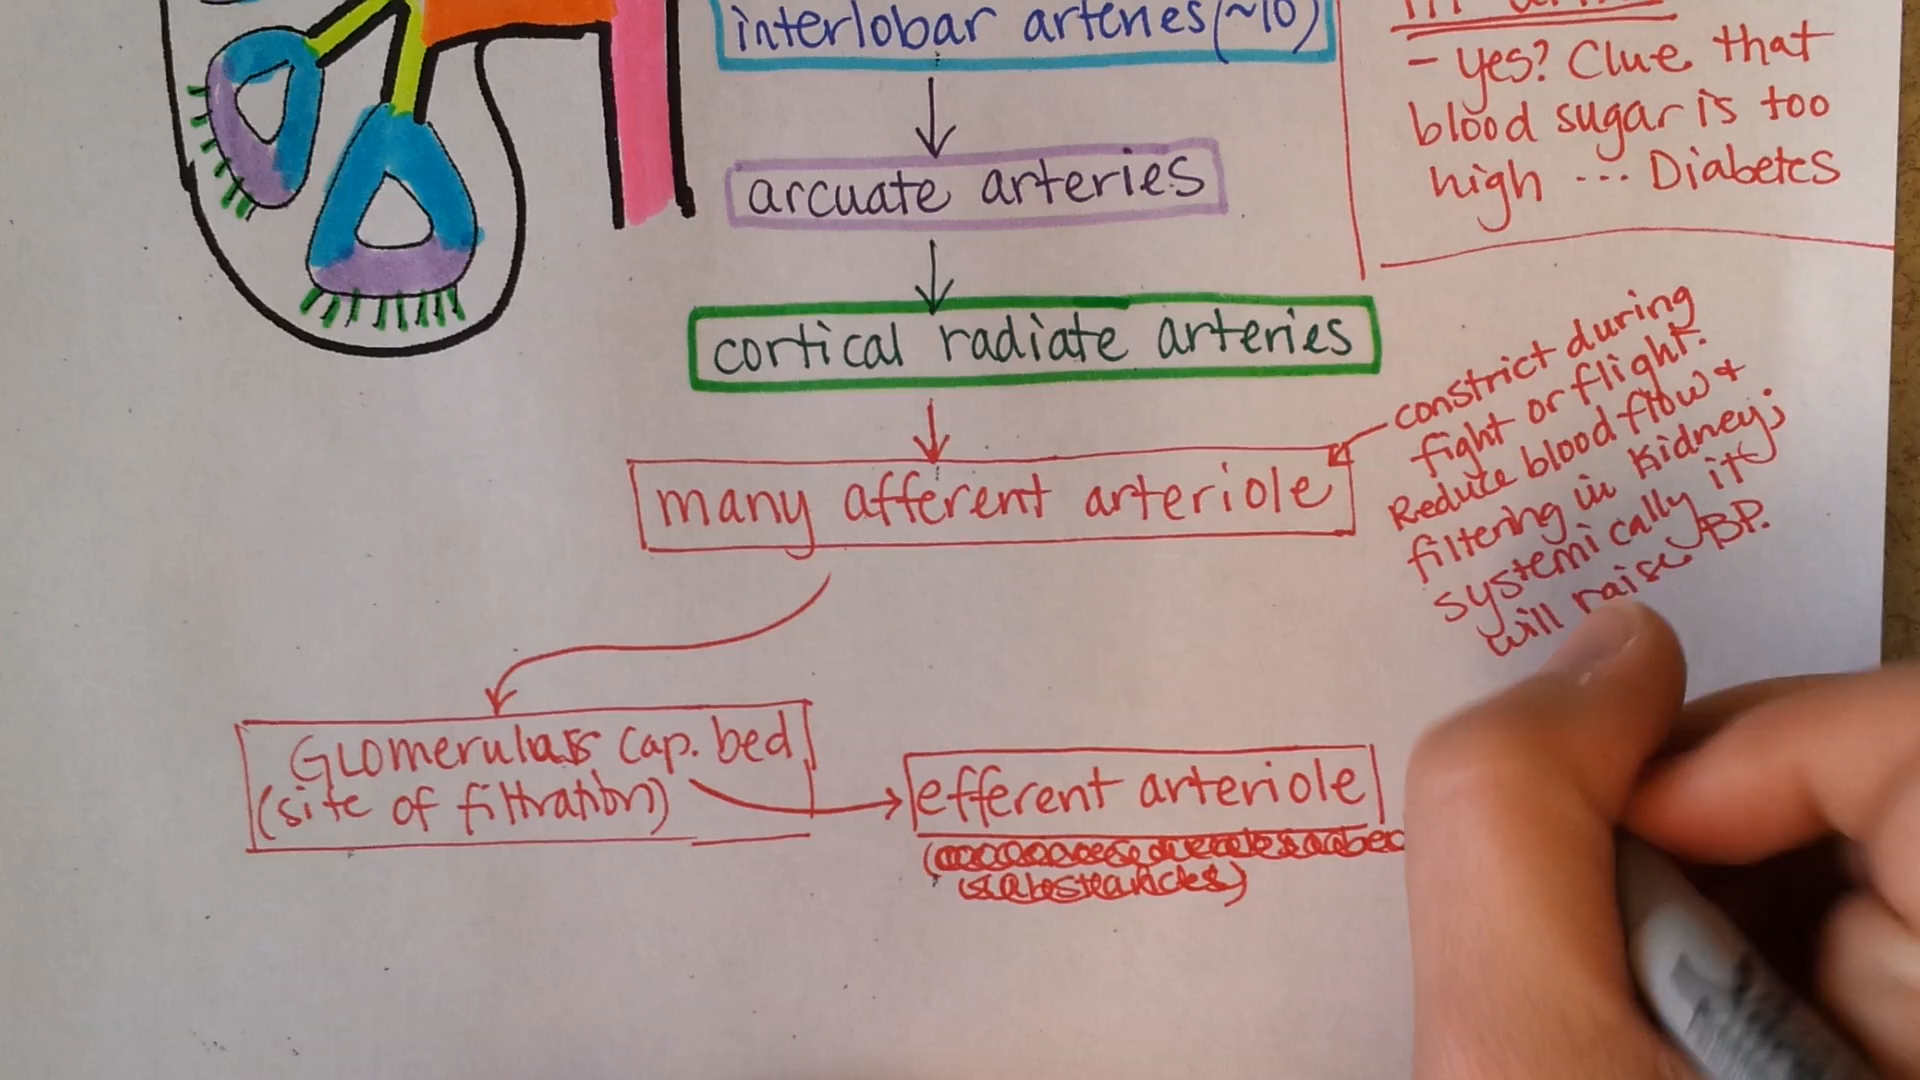 interlobar arteries (~10)
arcuate arteries
cortical radiate arteries
many afferent arteriole
Glomerular cap. bed
(site of filtration)
efferent arteriole
- Yes? Clue that
blood sugar is too
high ... Diabetes
constrict during
fight or flight.
Reduce blood flow +
filtering in kidney;
systemically it
will raise BP.